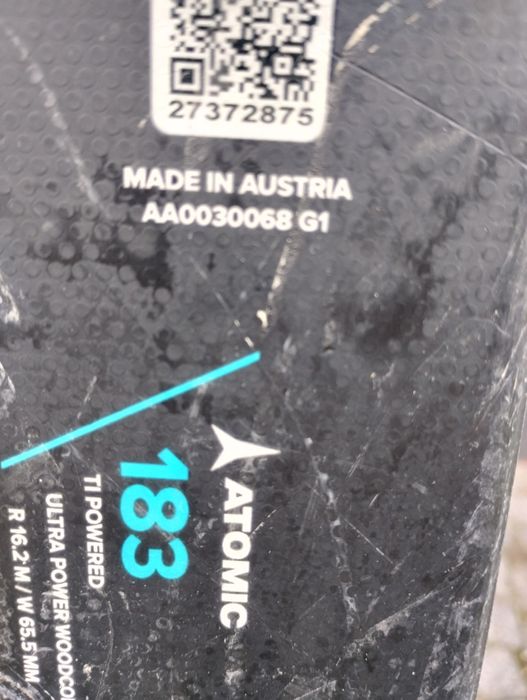 27372875
MADE IN AUSTRIA
AA0030068 G1
ATOMIC
183
TI POWERED
ULTRA POWER WOODCO
R 16.2 M / W 65.5 MM